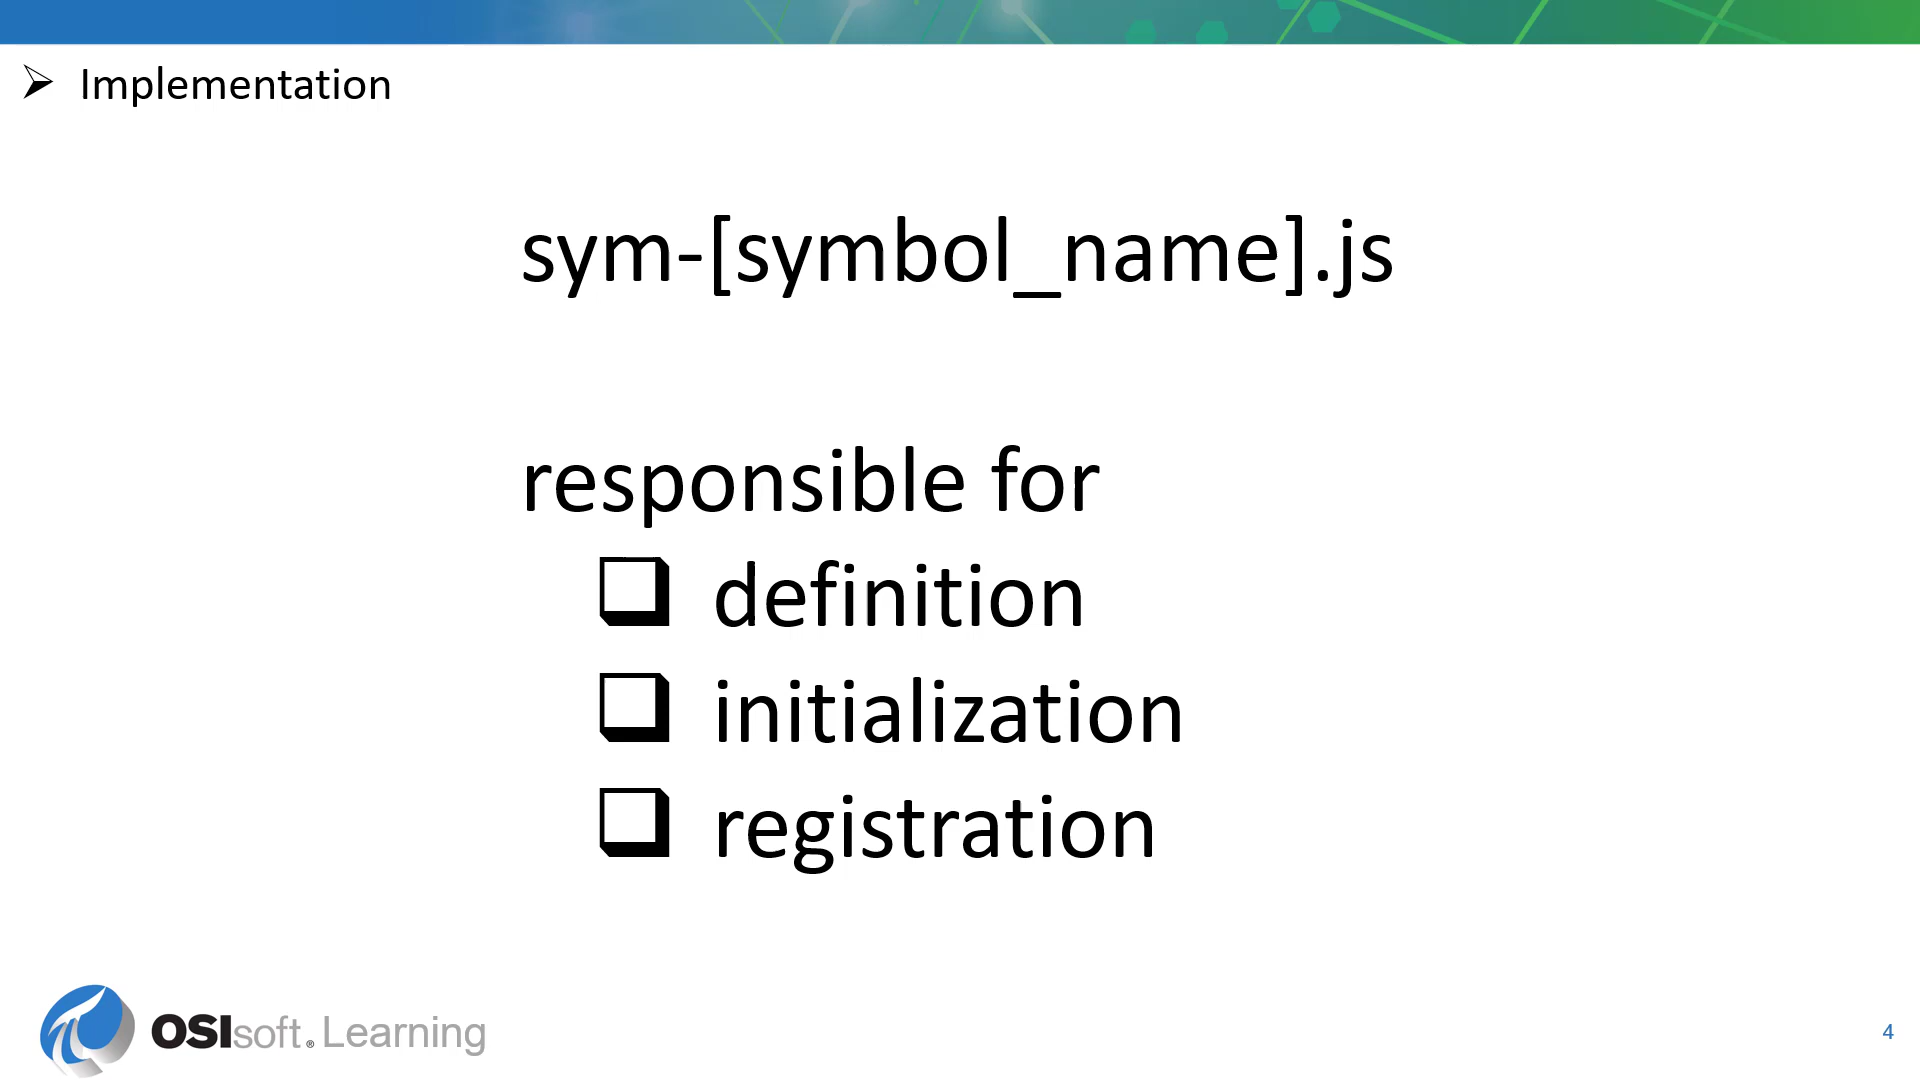 Implementation
sym-[symbol_name].js
responsible for
definition
initialization
registration
OSIsoft® Learning
4